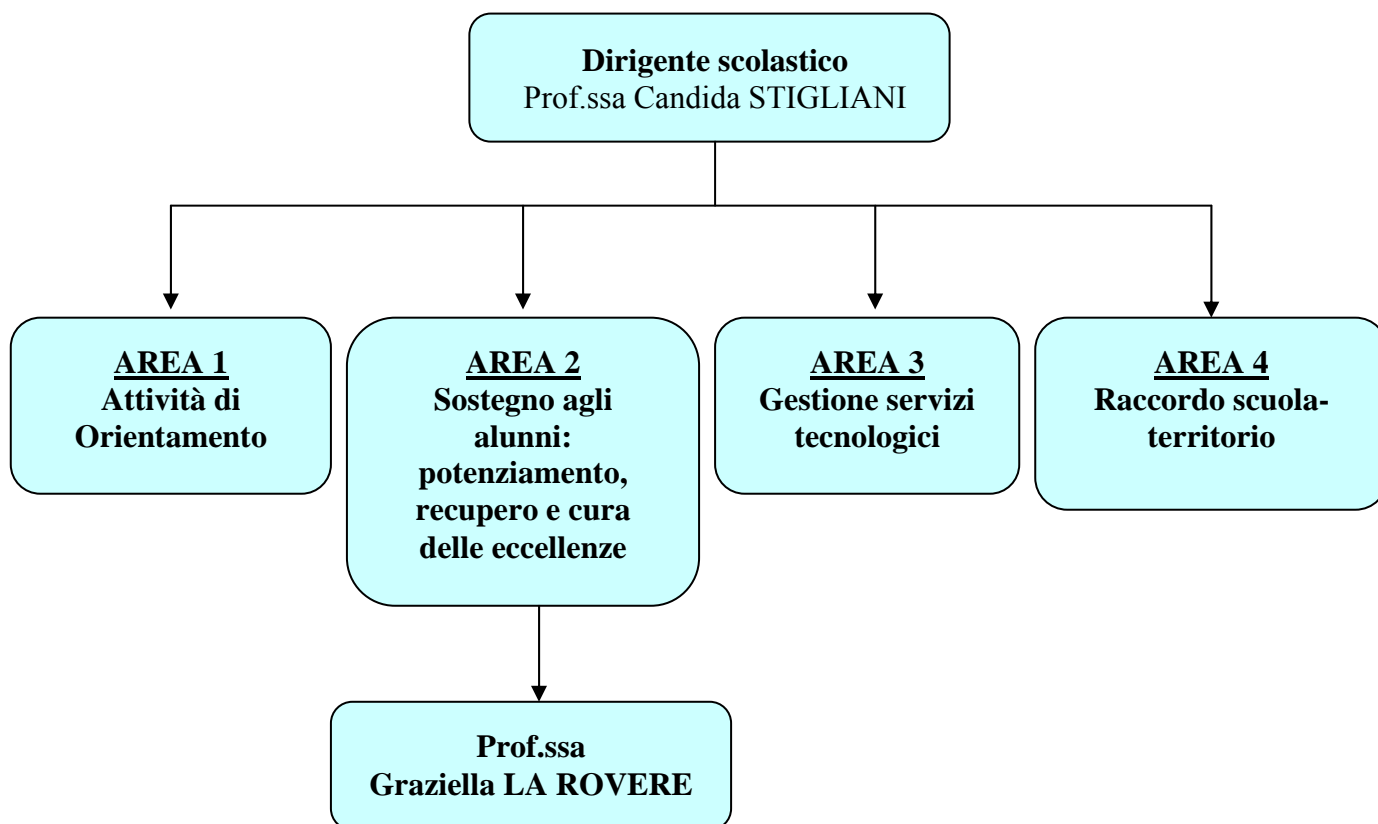 Dirigente scolastico
Prof.ssa Candida STIGLIANI
AREA 1
Attività di
Orientamento
AREA 2
Sostegno agli
alunni:
potenziamento,
recupero e cura
delle eccellenze
AREA 3
Gestione servizi
tecnologici
AREA 4
Raccordo scuola-
territorio
Prof.ssa
Graziella LA ROVERE